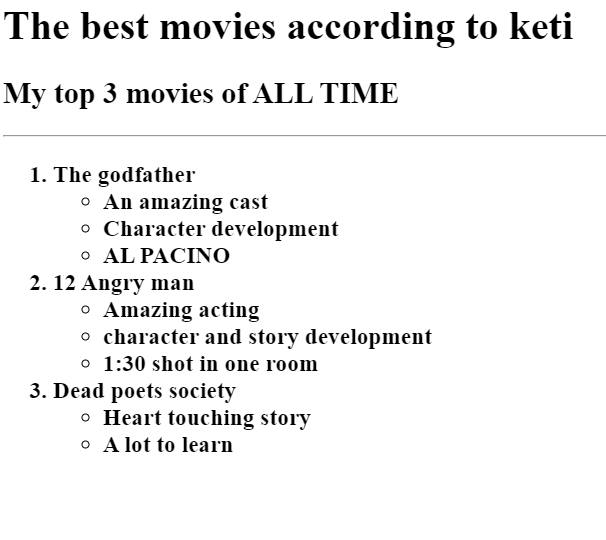 The best movies according to keti
My top 3 movies of ALL TIME
1. The godfather
○ An amazing cast
○ Character development
○ AL PACINO
2. 12 Angry man
○ Amazing acting
○ character and story development
○ 1:30 shot in one room
3. Dead poets society
○ Heart touching story
○ A lot to learn